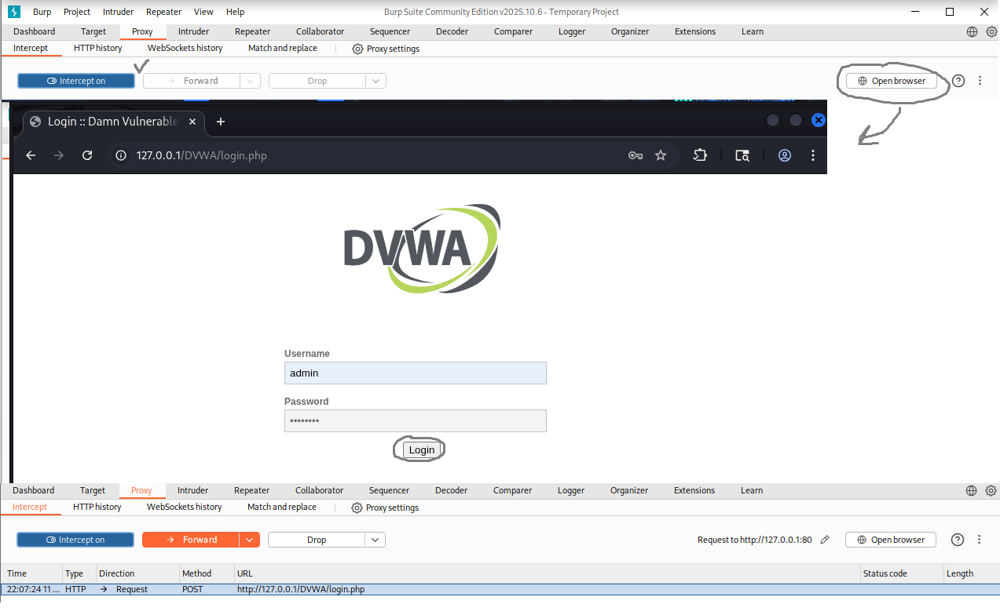 Burp Project Intruder Repeater View Help Burp Suite Community Edition v2025.10.6 - Temporary Project
Dashboard Target Proxy Intruder Repeater Collaborator Sequencer Decoder Comparer Logger Organizer Extensions Learn
Intercept HTTP history WebSockets history Match and replace Proxy settings
Intercept on Forward Drop Open browser
Login :: Damn Vulnerable
127.0.0.1/DVWA/login.php
DVWA
Username
admin
Password
••••••••
Login
Dashboard Target Proxy Intruder Repeater Collaborator Sequencer Decoder Comparer Logger Organizer Extensions Learn
Intercept HTTP history WebSockets history Match and replace Proxy settings
Intercept on Forward Drop Request to http://127.0.0.1:80 Open browser
Time Type Direction Method URL Status code Length
22:07:24 11 ... HTTP → Request POST http://127.0.0.1/DVWA/login.php